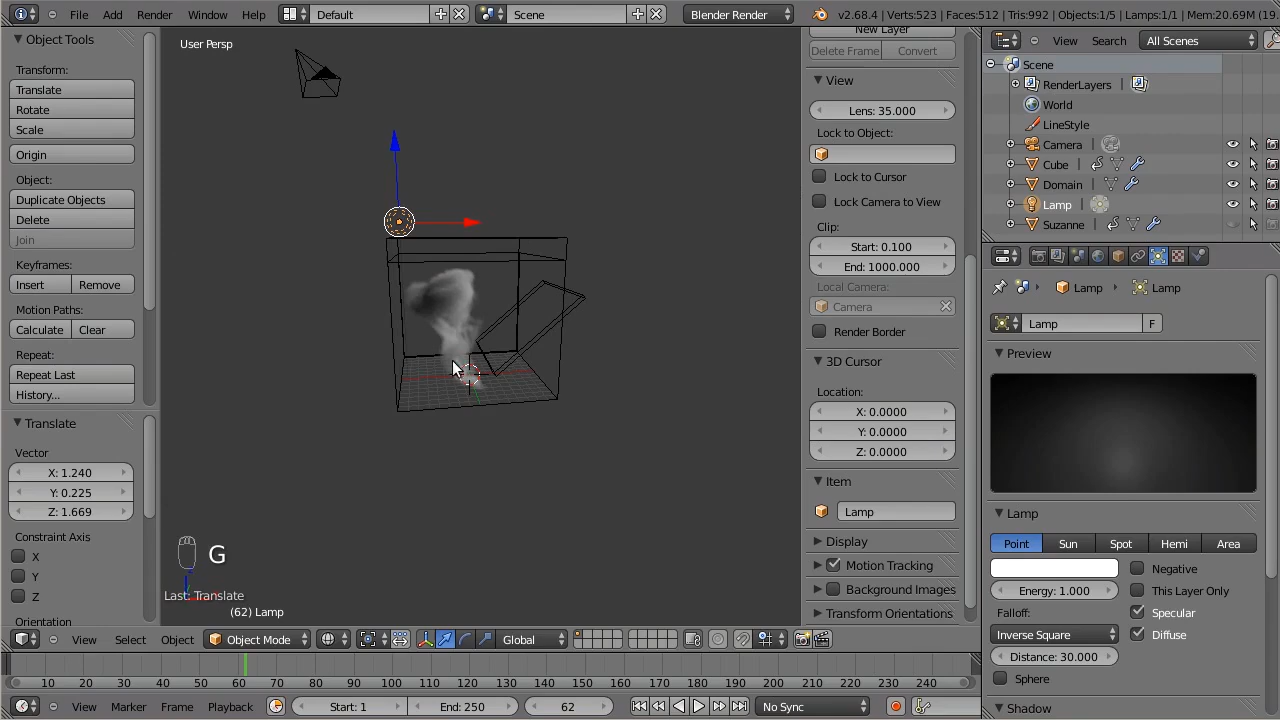 File Add Render Window Help Default Scene Blender Render v2.68.4 | Verts:523 | Faces:512 | Tris:992 | Objects:1/5 | Lamps:1/1 | Mem:20.69M (19
Object Tools
Transform:
Translate
Rotate
Scale
Origin
Object:
Duplicate Objects
Delete
Join
Keyframes:
Insert Remove
Motion Paths:
Calculate Clear
Repeat:
Repeat Last
History...
Translate
Vector
X: 1.240
Y: 0.225
Z: 1.669
Constraint Axis
X
Y
Z
Orientation
User Persp
G
Last: Translate
(62) Lamp
New Layer
Delete Frame Convert
View
Lens: 35.000
Lock to Object:
Lock to Cursor
Lock Camera to View
Clip:
Start: 0.100
End: 1000.000
Local Camera:
Camera
Render Border
3D Cursor
Location:
X: 0.0000
Y: 0.0000
Z: 0.0000
Item
Lamp
Display
Motion Tracking
Background Images
Transform Orientations
View Search All Scenes
Scene
RenderLayers |
World
LineStyle
Camera |
Cube |
Domain |
Lamp |
Suzanne |
Lamp Lamp
Lamp F
Preview
Lamp
Point Sun Spot Hemi Area
Negative
Energy: 1.000 This Layer Only
Falloff: Specular
Inverse Square Diffuse
Distance: 30.000
Sphere
Shadow
View Select Object Object Mode Global
10 20 30 40 50 60 70 80 90 100 110 120 130 140 150 160 170 180 190 200 210 220 230 240
View Marker Frame Playback Start: 1 End: 250 62 No Sync